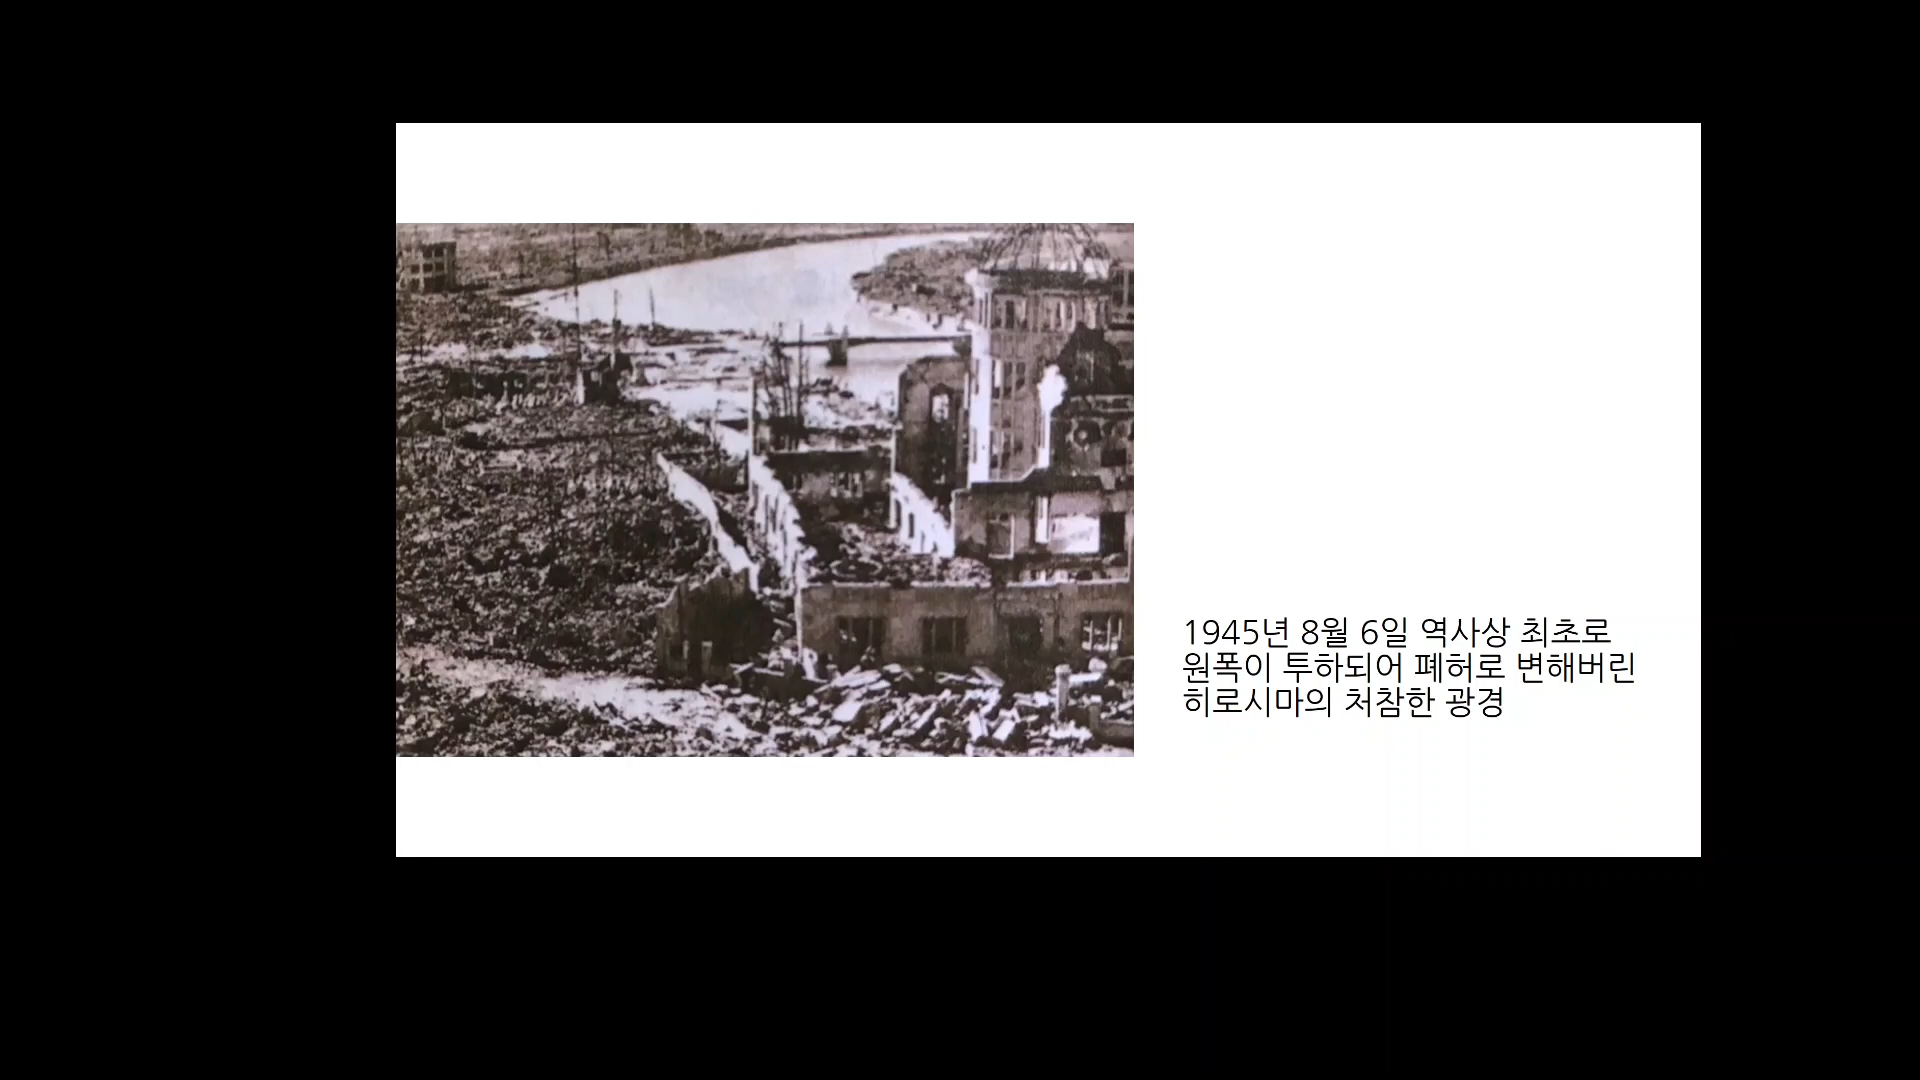 1945년 8월 6일 역사상 최초로
원폭이 투하되어 폐허로 변해버린
히로시마의 처참한 광경